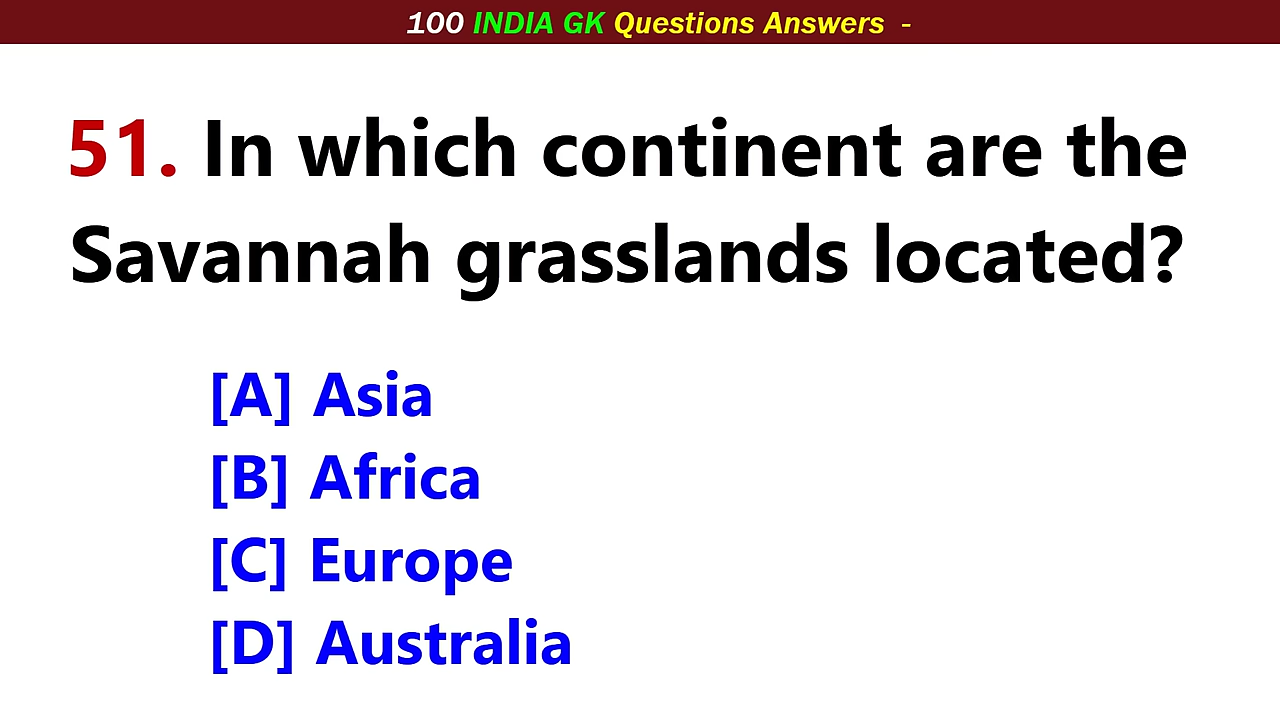 100 INDIA GK Questions Answers -
51. In which continent are the
Savannah grasslands located?
[A] Asia
[B] Africa
[C] Europe
[D] Australia